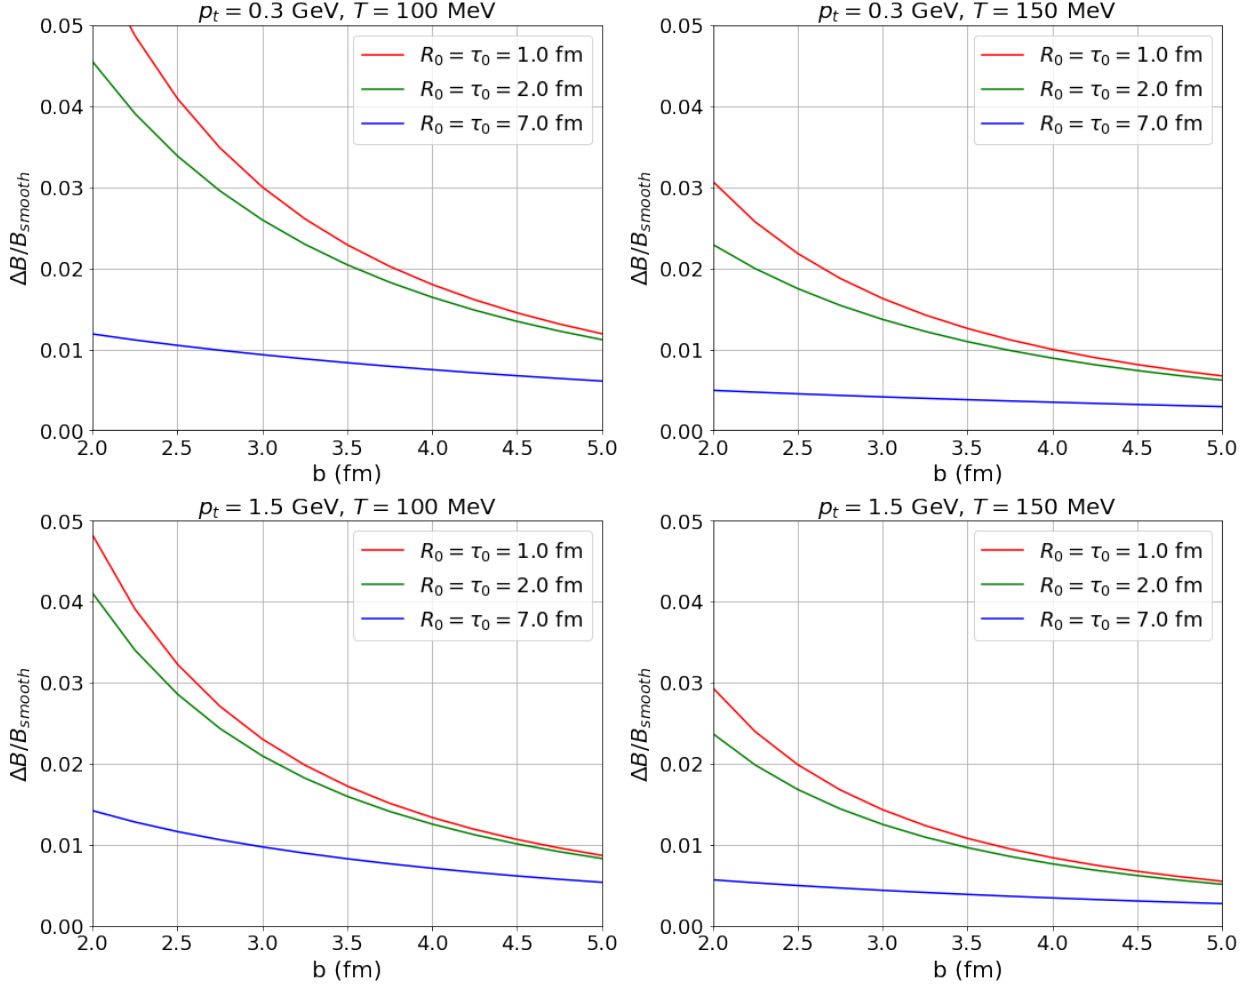 p_t = 0.3 GeV, T = 100 MeV
0.05
0.04
0.03
0.02
0.01
0.00
ΔB/B_smooth
R_0 = τ_0 = 1.0 fm
R_0 = τ_0 = 2.0 fm
R_0 = τ_0 = 7.0 fm
2.0 2.5 3.0 3.5 4.0 4.5 5.0
b (fm)
p_t = 0.3 GeV, T = 150 MeV
0.05
0.04
0.03
0.02
0.01
0.00
ΔB/B_smooth
R_0 = τ_0 = 1.0 fm
R_0 = τ_0 = 2.0 fm
R_0 = τ_0 = 7.0 fm
2.0 2.5 3.0 3.5 4.0 4.5 5.0
b (fm)
p_t = 1.5 GeV, T = 100 MeV
0.05
0.04
0.03
0.02
0.01
0.00
ΔB/B_smooth
R_0 = τ_0 = 1.0 fm
R_0 = τ_0 = 2.0 fm
R_0 = τ_0 = 7.0 fm
2.0 2.5 3.0 3.5 4.0 4.5 5.0
b (fm)
p_t = 1.5 GeV, T = 150 MeV
0.05
0.04
0.03
0.02
0.01
0.00
ΔB/B_smooth
R_0 = τ_0 = 1.0 fm
R_0 = τ_0 = 2.0 fm
R_0 = τ_0 = 7.0 fm
2.0 2.5 3.0 3.5 4.0 4.5 5.0
b (fm)